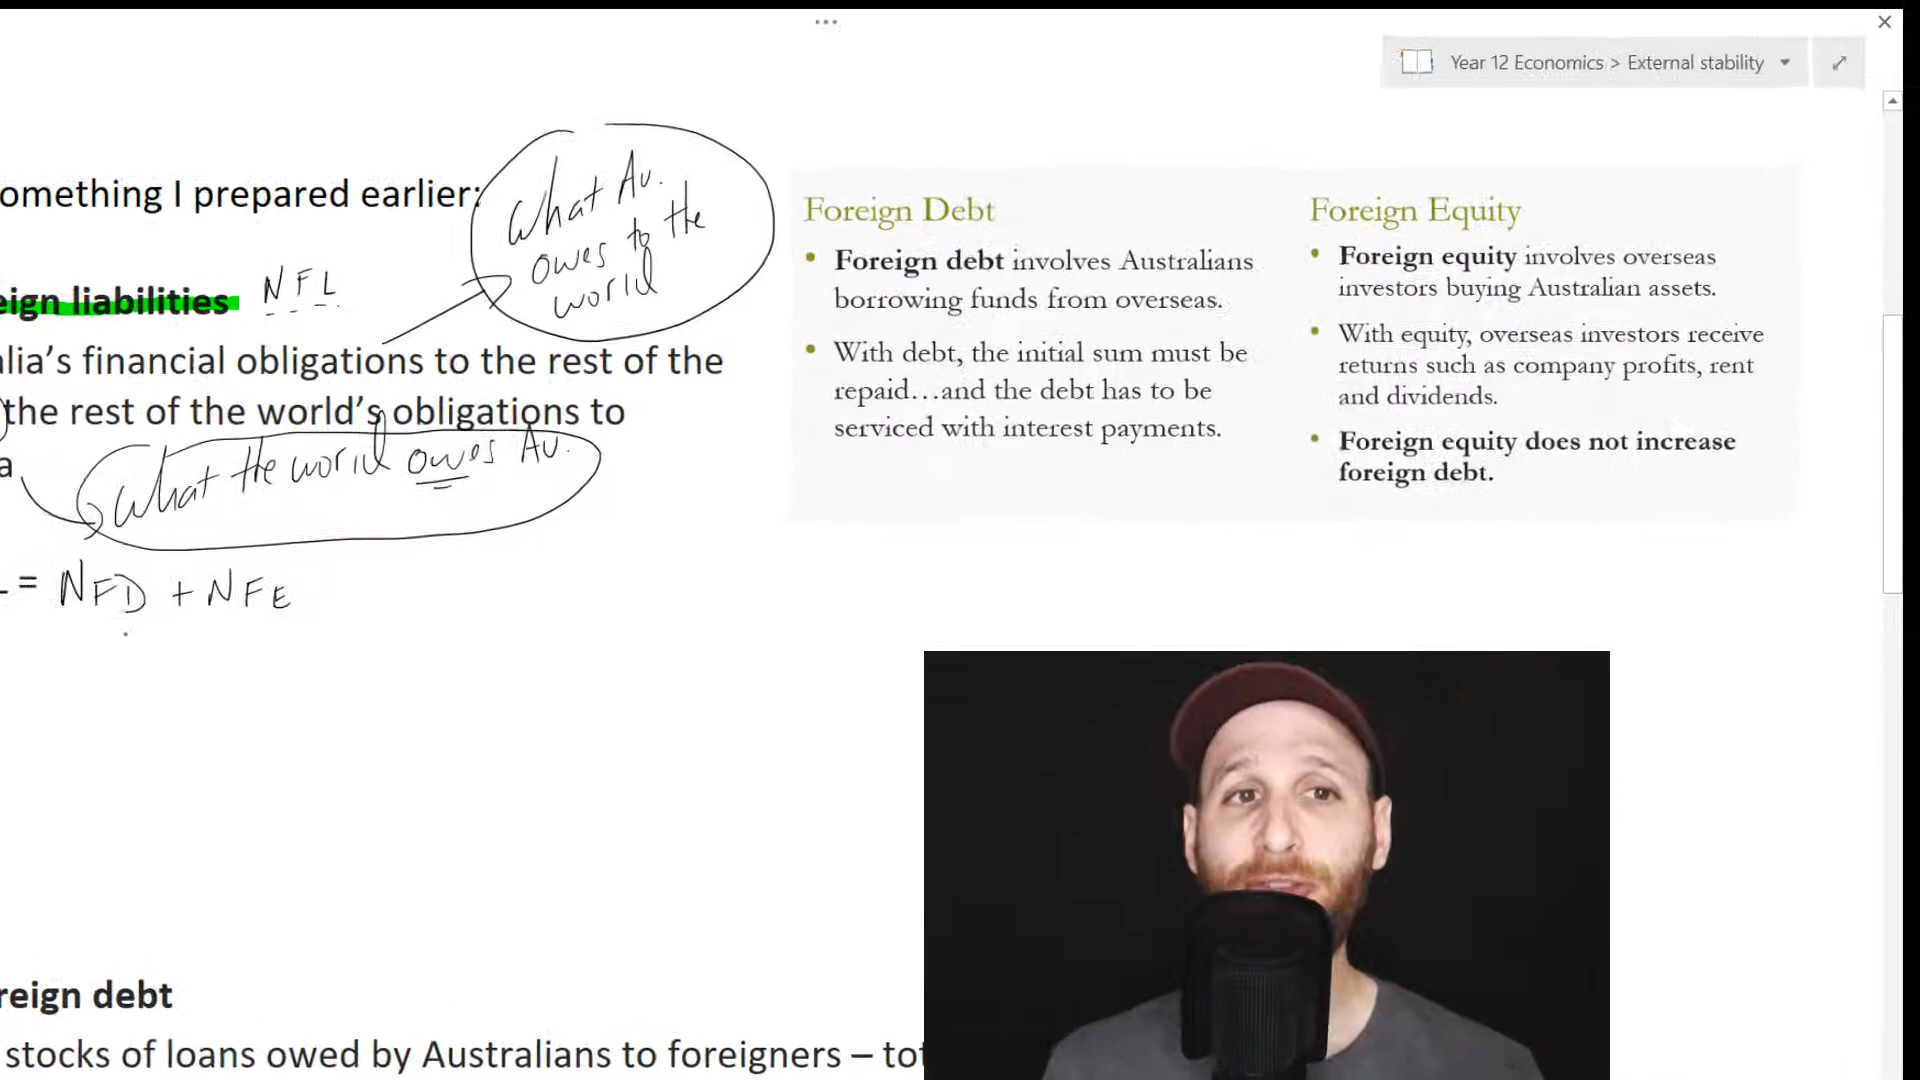 ...
Year 12 Economics > External stability
omething I prepared earlier:
What Au.
owes to the
world
eign liabilities NFL
alia's financial obligations to the rest of the
the rest of the world's obligations to
a
What the world owes Au.
= NFD + NFE
Foreign Debt
• Foreign debt involves Australians
borrowing funds from overseas.
• With debt, the initial sum must be
repaid…and the debt has to be
serviced with interest payments.
Foreign Equity
• Foreign equity involves overseas
investors buying Australian assets.
• With equity, overseas investors receive
returns such as company profits, rent
and dividends.
• Foreign equity does not increase
foreign debt.
reign debt
stocks of loans owed by Australians to foreigners – tot